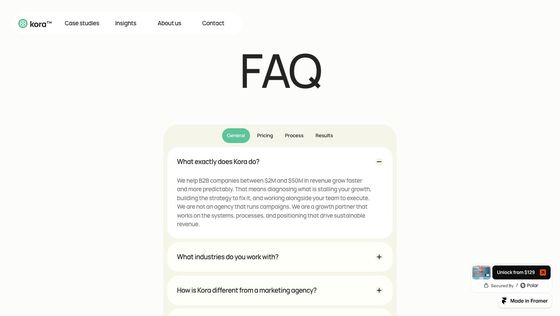 kora™ Case studies Insights About us Contact
FAQ
General Pricing Process Results
What exactly does Kora do?
We help B2B companies between $2M and $50M in revenue grow faster
and more predictably. That means diagnosing what is stalling your growth,
building the strategy to fix it, and working alongside your team to execute.
We are not an agency that runs campaigns. We are a growth partner that
works on the systems, processes, and positioning that drive sustainable
revenue.
What industries do you work with?
How is Kora different from a marketing agency?
Unlock from $129
Secured By / Polar
Made in Framer